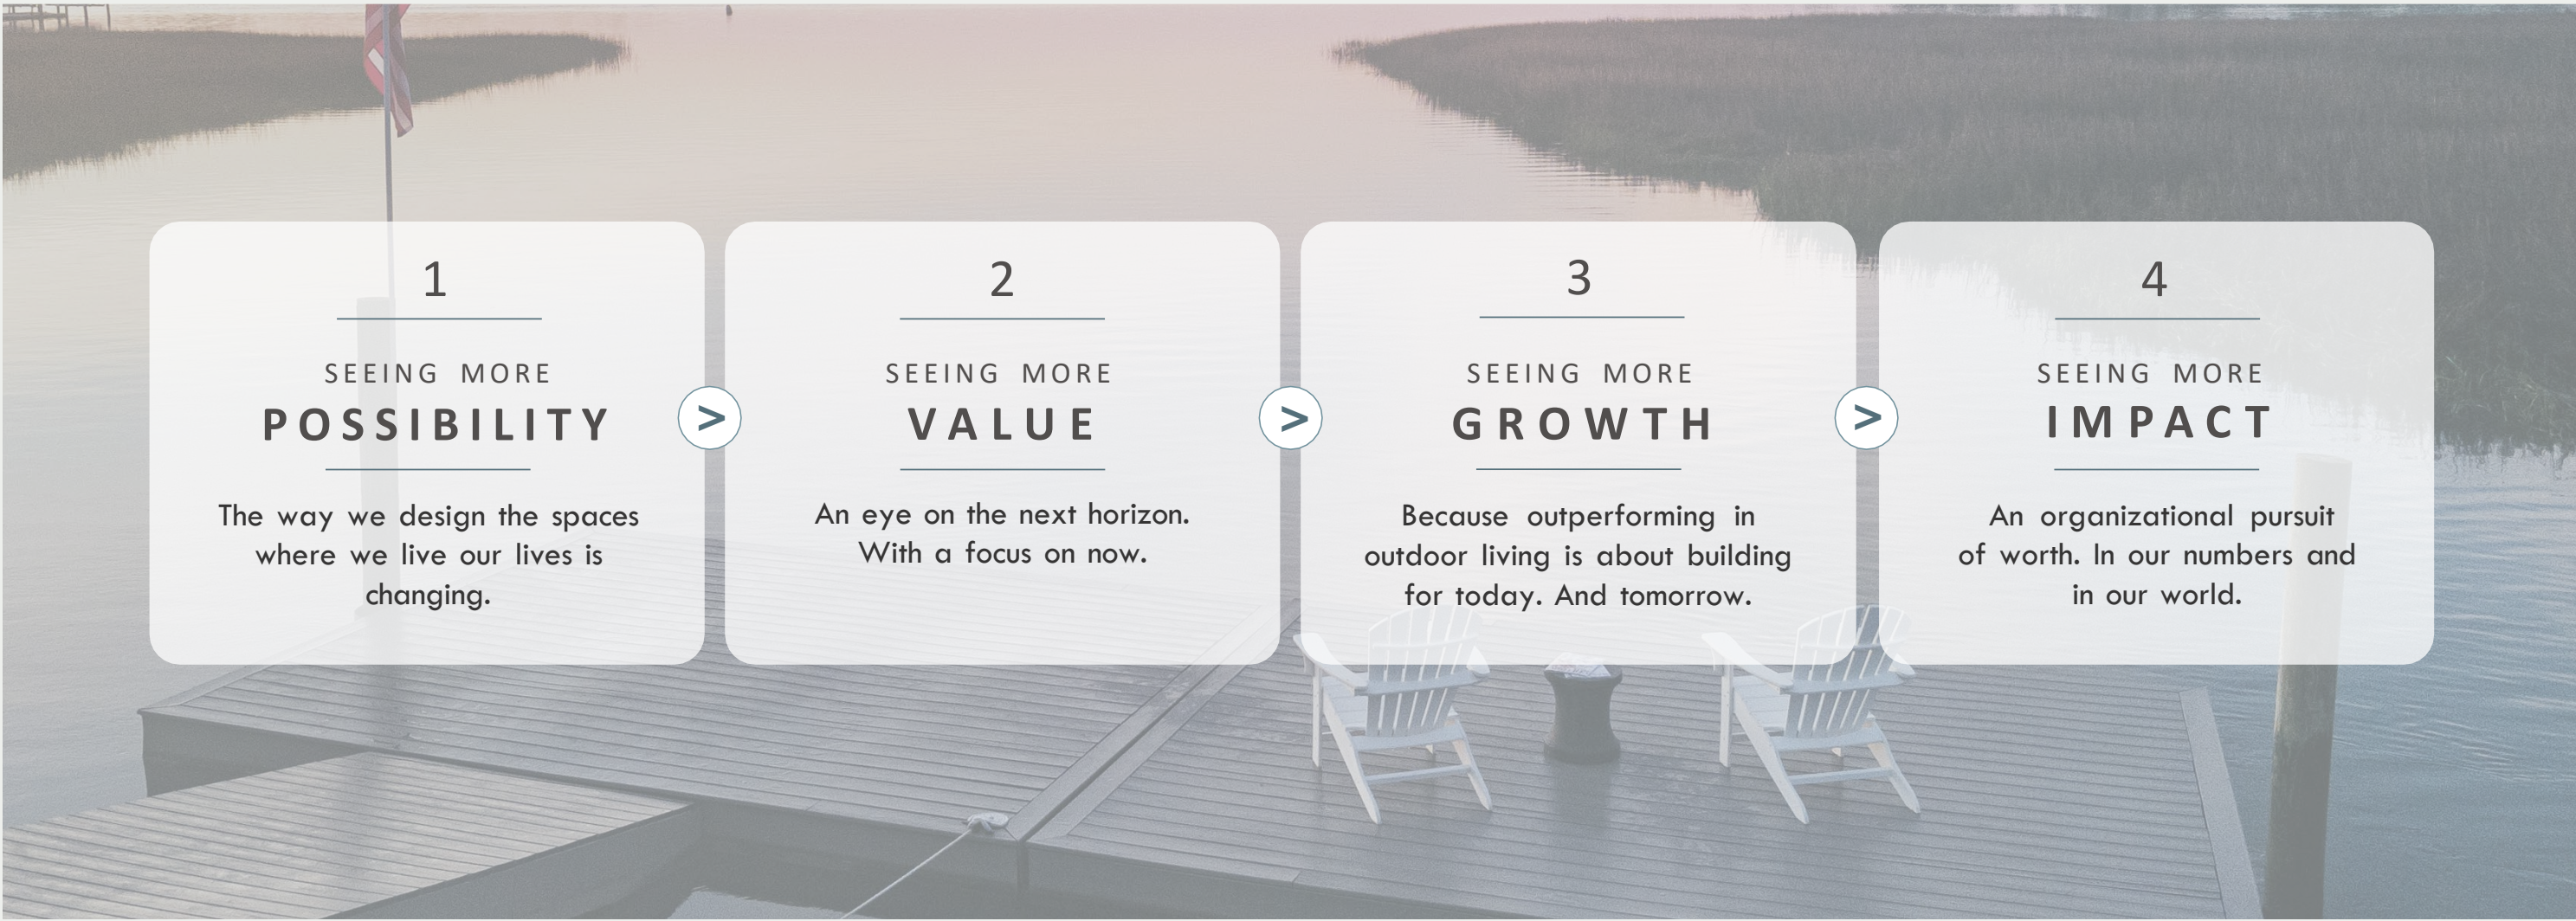 1
SEEING MORE
POSSIBILITY
The way we design the spaces
where we live our lives is
changing.
>
2
SEEING MORE
VALUE
An eye on the next horizon.
With a focus on now.
>
3
SEEING MORE
GROWTH
Because outperforming in
outdoor living is about building
for today. And tomorrow.
>
4
SEEING MORE
IMPACT
An organizational pursuit
of worth. In our numbers and
in our world.